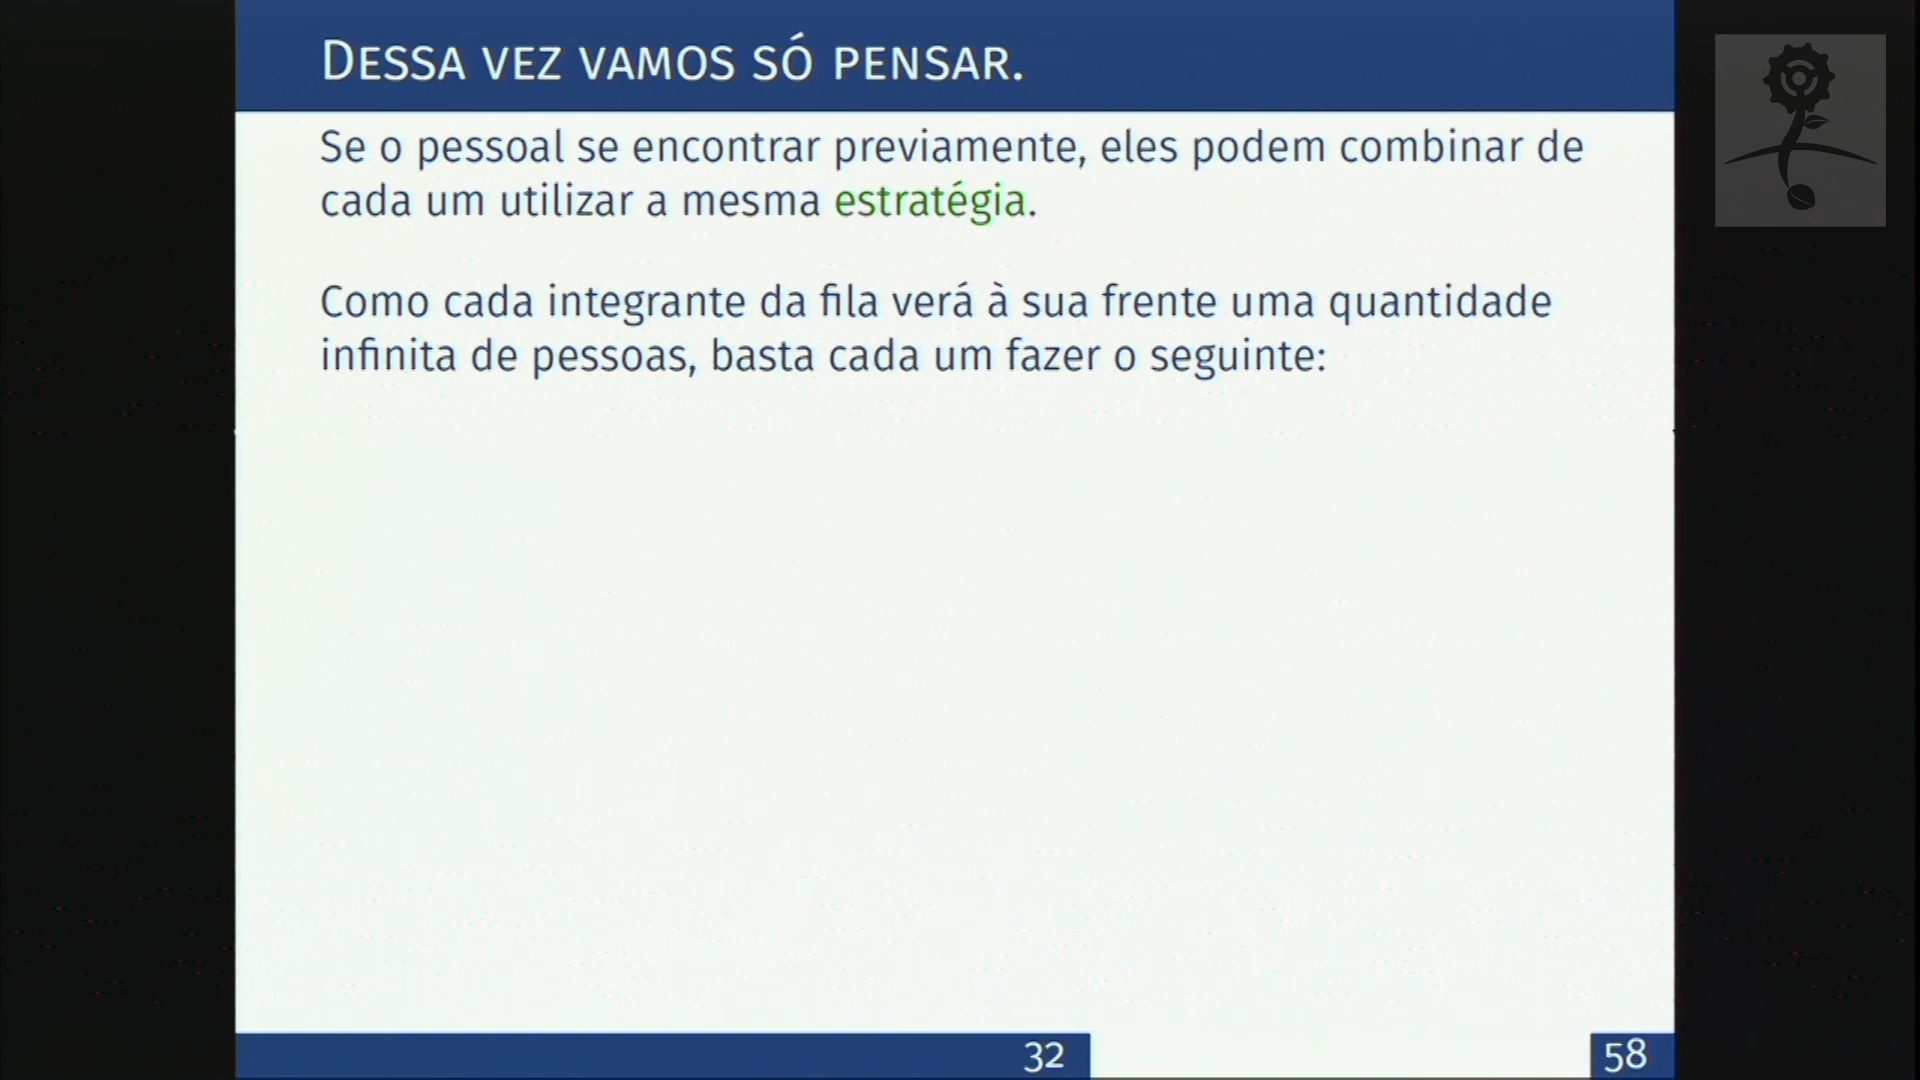 Dessa vez vamos só pensar.
Se o pessoal se encontrar previamente, eles podem combinar de
cada um utilizar a mesma estratégia.
Como cada integrante da fila verá à sua frente uma quantidade
infinita de pessoas, basta cada um fazer o seguinte:
32
58